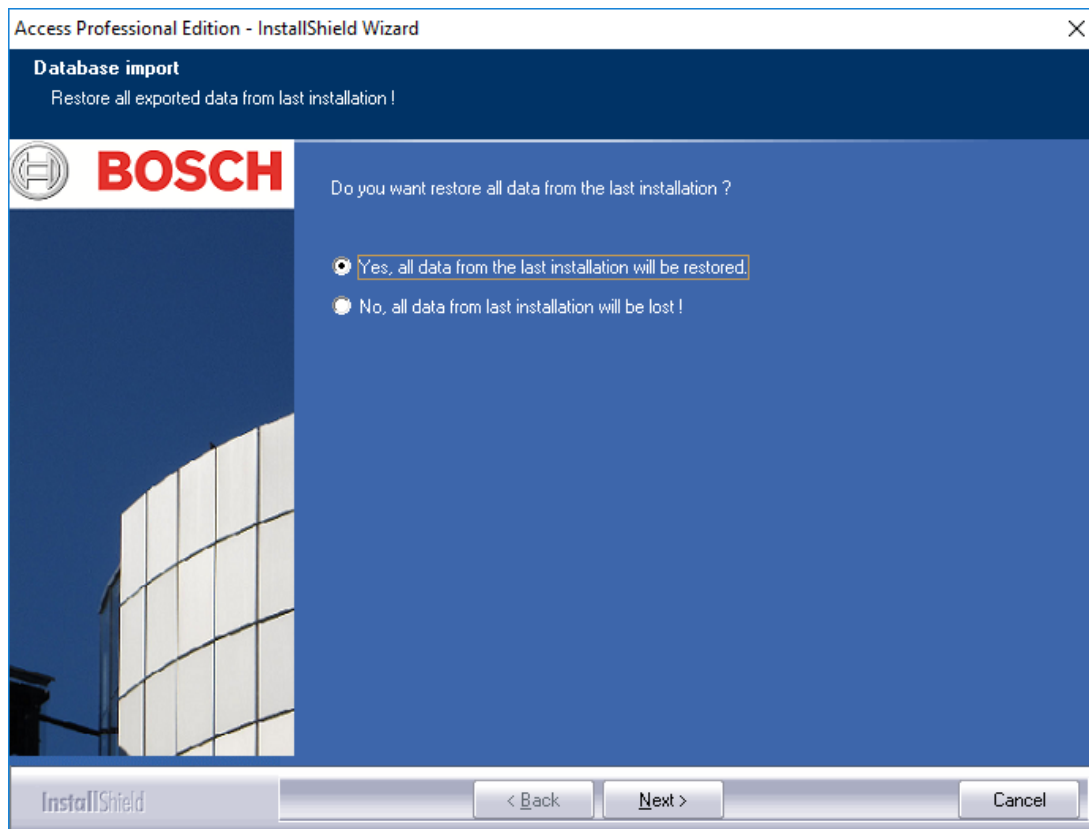 Access Professional Edition - InstallShield Wizard
Database import
Restore all exported data from last installation !
BOSCH
Do you want restore all data from the last installation ?
Yes, all data from the last installation will be restored.
No, all data from last installation will be lost !
InstallShield
< Back
Next >
Cancel